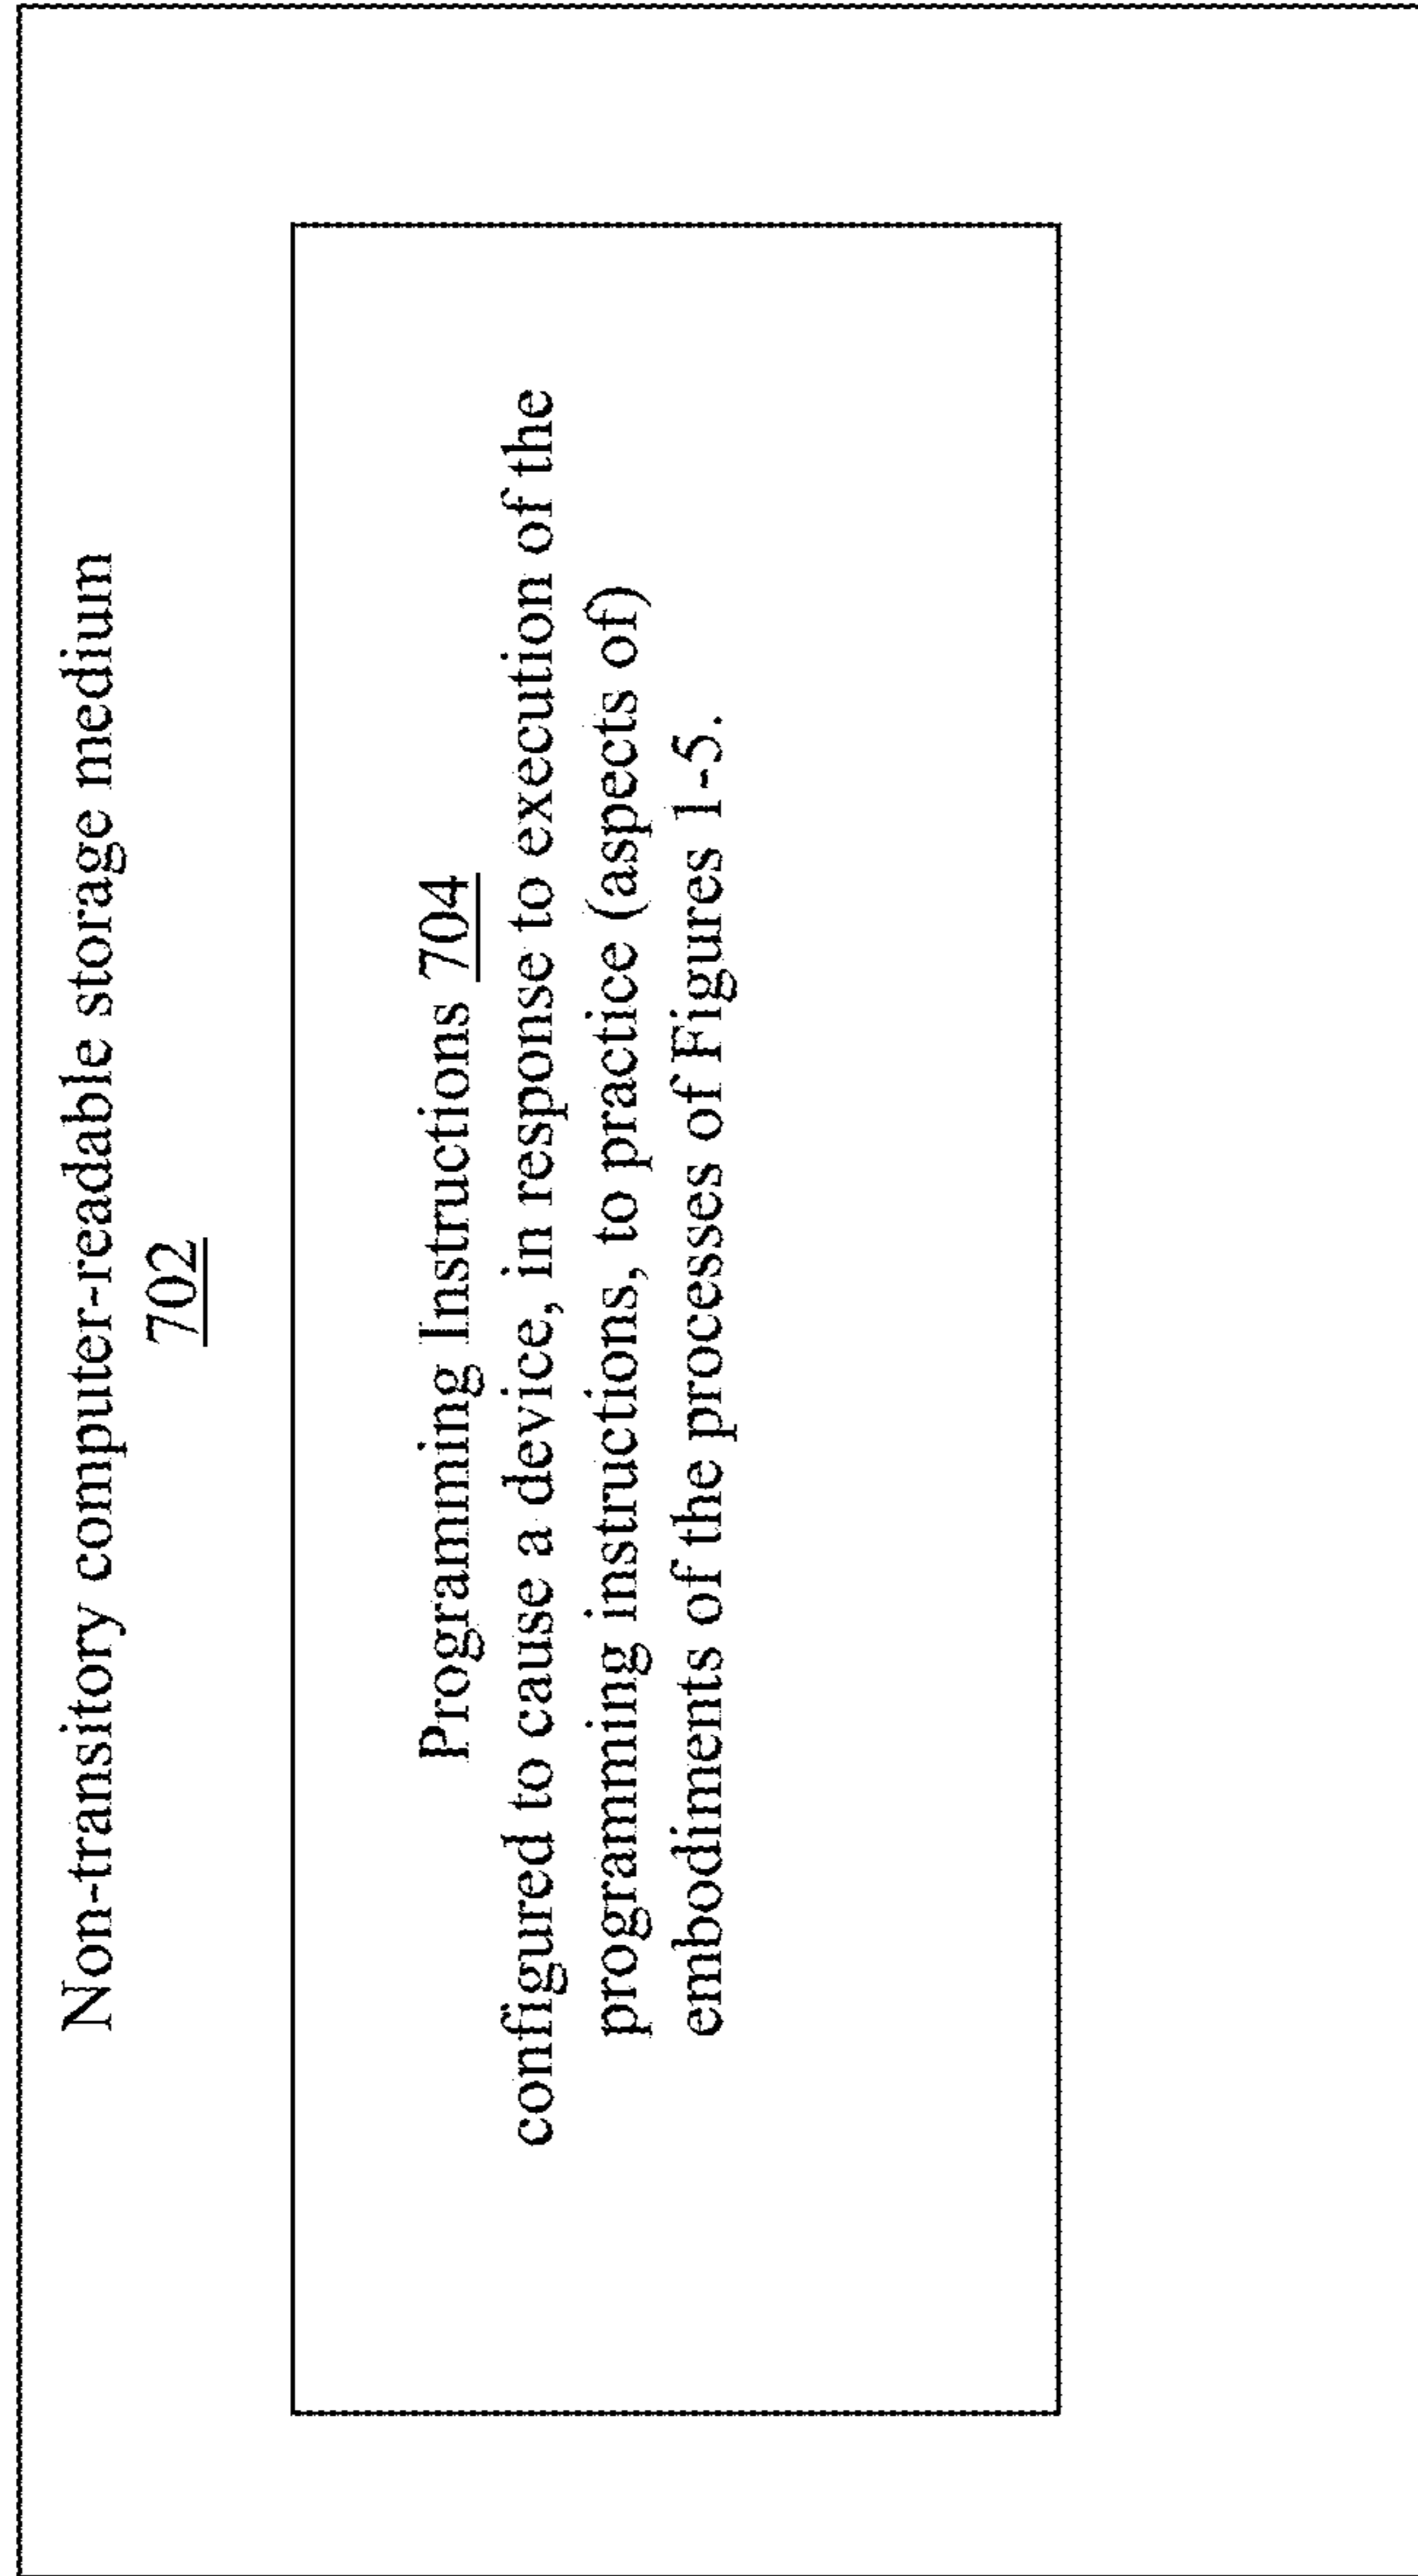 Non-transitory computer-readable storage medium
702
Programming Instructions 704
configured to cause a device, in response to execution of the
programming instructions, to practice (aspects of)
embodiments of the processes of Figures 1-5.